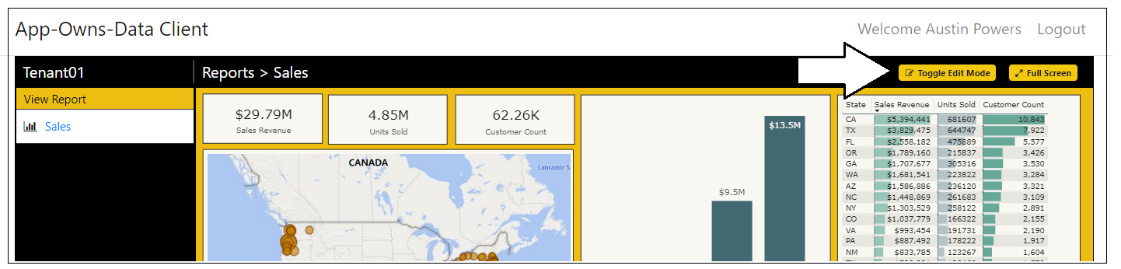 App-Owns-Data Client
Welcome Austin Powers Logout
Tenant01
Reports > Sales
Toggle Edit Mode
Full Screen
View Report
Sales
$29.79M
Sales Revenue
4.85M
Units Sold
62.26K
Customer Count
CANADA
Labrador S
$9.5M
$13.5M
State Sales Revenue Units Sold Customer Count
CA $5,394,441 681607 10,843
TX $3,829,475 644747 7,922
FL $2,558,182 475889 5,577
OR $1,789,160 215837 3,426
GA $1,707,677 305316 3,530
WA $1,681,541 223822 3,284
AZ $1,586,886 236120 3,321
NC $1,448,869 261683 3,109
NY $1,303,529 258122 2,891
CO $1,037,779 166322 2,155
VA $993,454 191731 2,190
PA $887,492 178222 1,917
NM $833,785 123267 1,604